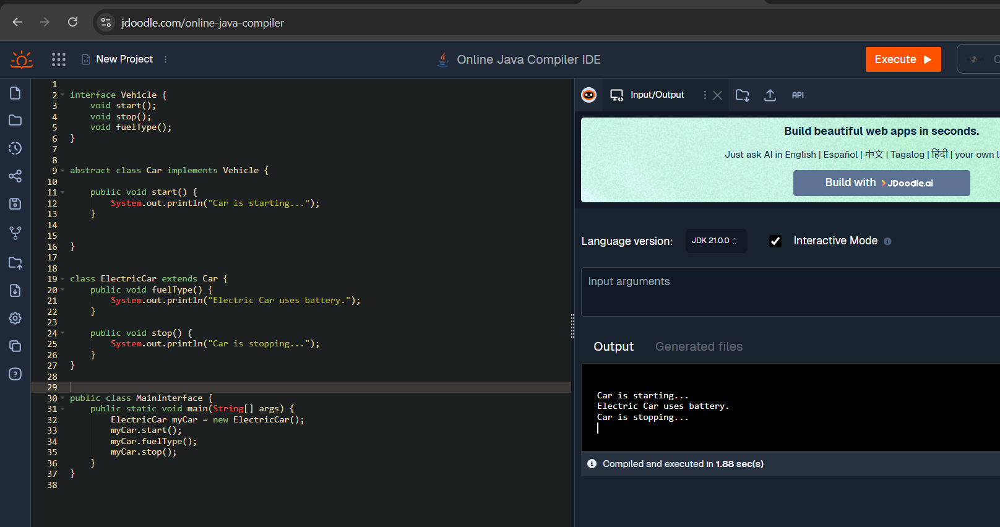 jdoodle.com/online-java-compiler
New Project
Online Java Compiler IDE
Execute
1
2 interface Vehicle {
3     void start();
4     void stop();
5     void fuelType();
6 }
7
8
9 abstract class Car implements Vehicle {
10
11     public void start() {
12         System.out.println("Car is starting...");
13     }
14
15
16 }
17
18
19 class ElectricCar extends Car {
20     public void fuelType() {
21         System.out.println("Electric Car uses battery.");
22     }
23
24     public void stop() {
25         System.out.println("Car is stopping...");
26     }
27 }
28
29
30 public class MainInterface {
31     public static void main(String[] args) {
32         ElectricCar myCar = new ElectricCar();
33         myCar.start();
34         myCar.fuelType();
35         myCar.stop();
36     }
37 }
38
Input/Output
API
Build beautiful web apps in seconds.
Just ask AI in English | Español | 中文 | Tagalog | हिंदी | your own
Build with JDoodle.ai
Language version:
JDK 21.0.0
Interactive Mode
Input arguments
Output
Generated files
Car is starting...
Electric Car uses battery.
Car is stopping...
Compiled and executed in 1.88 sec(s)